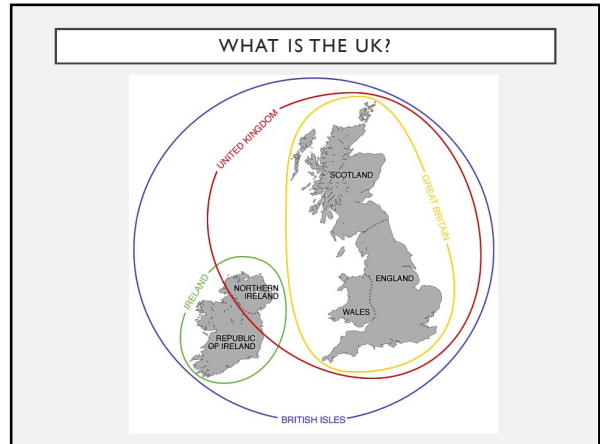 WHAT IS THE UK?
UNITED KINGDOM
SCOTLAND
GREAT BRITAIN
IRELAND
NORTHERN
IRELAND
ENGLAND
WALES
REPUBLIC
OF IRELAND
BRITISH ISLES